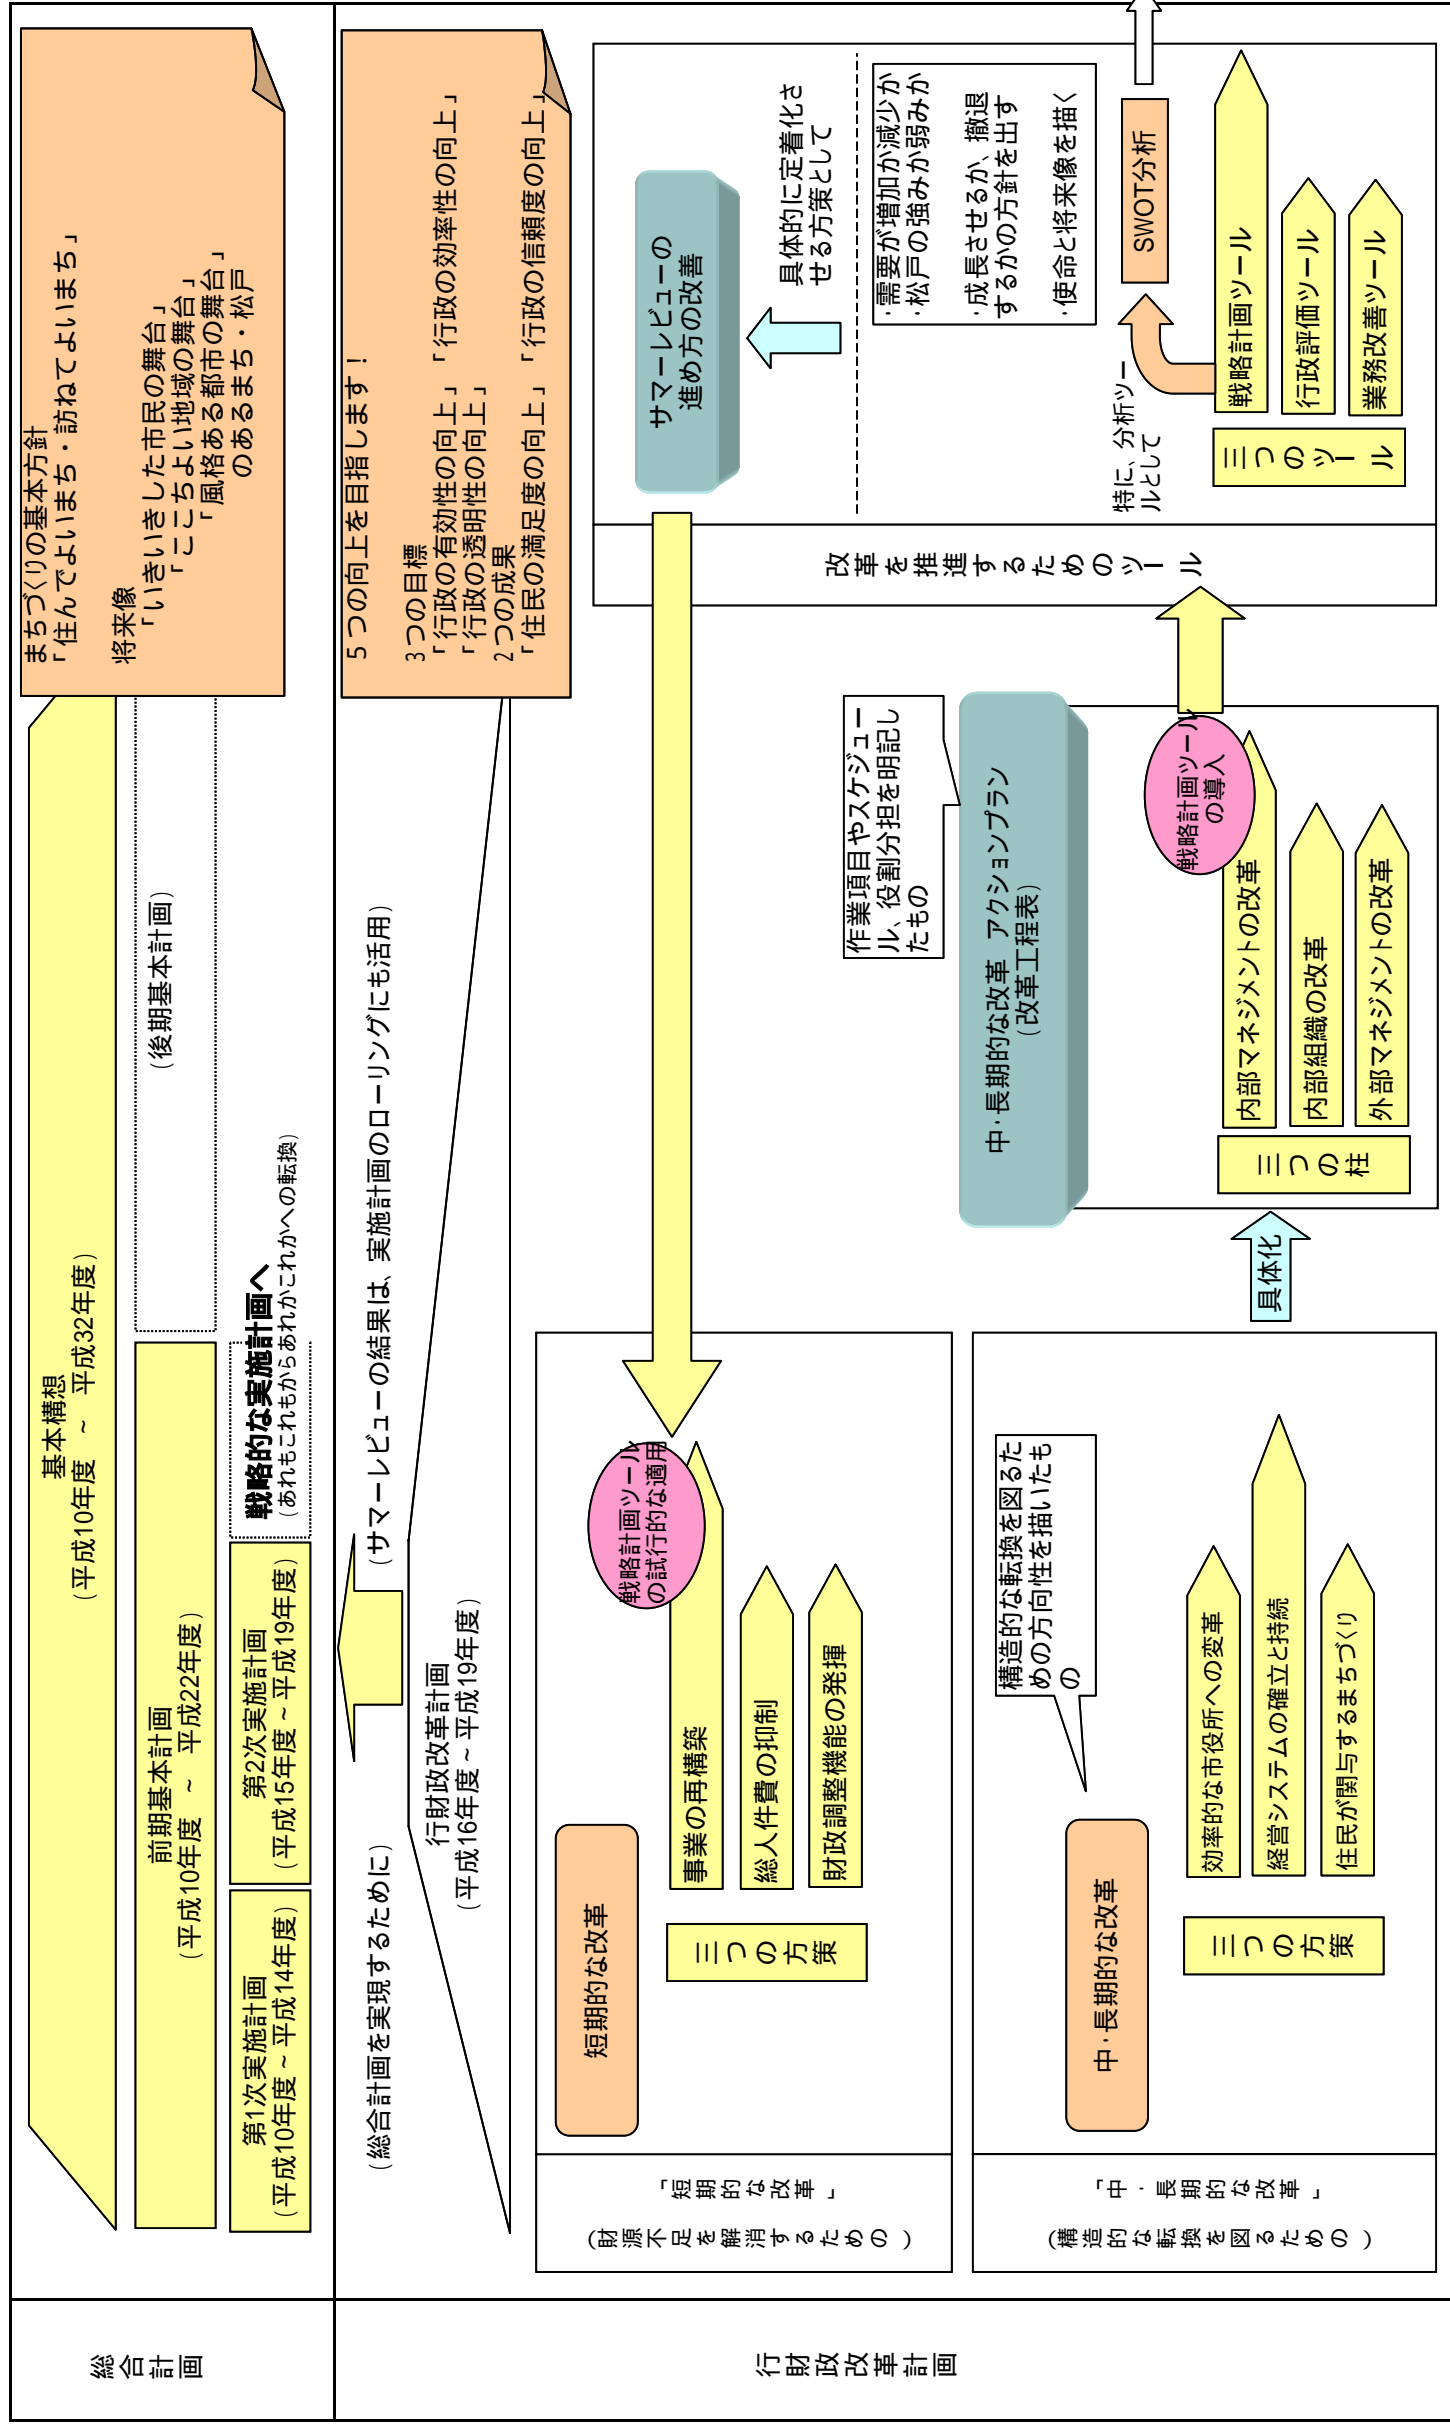 総合計画
基本構想
(平成10年度　~　平成32年度)
前期基本計画
(平成10年度　~　平成22年度)
(後期基本計画)
第1次実施計画
(平成10年度~平成14年度)
第2次実施計画
(平成15年度~平成19年度)
戦略的な実施計画へ
(あれもこれもからあれかこれかへの転換)
まちづくりの基本方針
「住んでよいまち・訪ねてよいまち」
将来像
「いきいきした市民の舞台」
「ここちよい地域の舞台」
「風格ある都市の舞台」
のあるまち・松戸
行財政改革計画
(総合計画を実現するために)
(サマーレビューの結果は、実施計画のローリングにも活用)
行財政改革計画
(平成16年度~平成19年度)
5つの向上を目指します!
3つの目標
「行政の有効性の向上」「行政の効率性の向上」
「行政の透明性の向上」
2つの成果
「住民の満足度の向上」「行政の信頼度の向上」
「短期的な改革」
(財源不足を解消するための)
短期的な改革
三つの方策
事業の再構築
総人件費の抑制
財政調整機能の発揮
戦略計画ツール
の試行的な適用
「中・長期的な改革」
(構造的な転換を図るための)
中・長期的な改革
構造的な転換を図るた
めの方向性を描いたも
の
三つの方策
効率的な市役所への変革
経営システムの確立と持続
住民が関与するまちづくり
具体化
作業項目やスケジュー
ル、役割分担を明記し
たもの
中・長期的な改革 アクションプラン
(改革工程表)
三つの柱
内部マネジメントの改革
内部組織の改革
外部マネジメントの改革
戦略計画ツール
の導入
改革を推進するためのツール
サマーレビューの
進め方の改善
具体的に定着化さ
せる方策として
・需要が増加か減少か
・松戸の強みか弱みか
・成長させるか、撤退
するかの方針を出す
・使命と将来像を描く
特に、分析ツー
ルとして
SWOT分析
三つのツール
戦略計画ツール
行政評価ツール
業務改善ツール